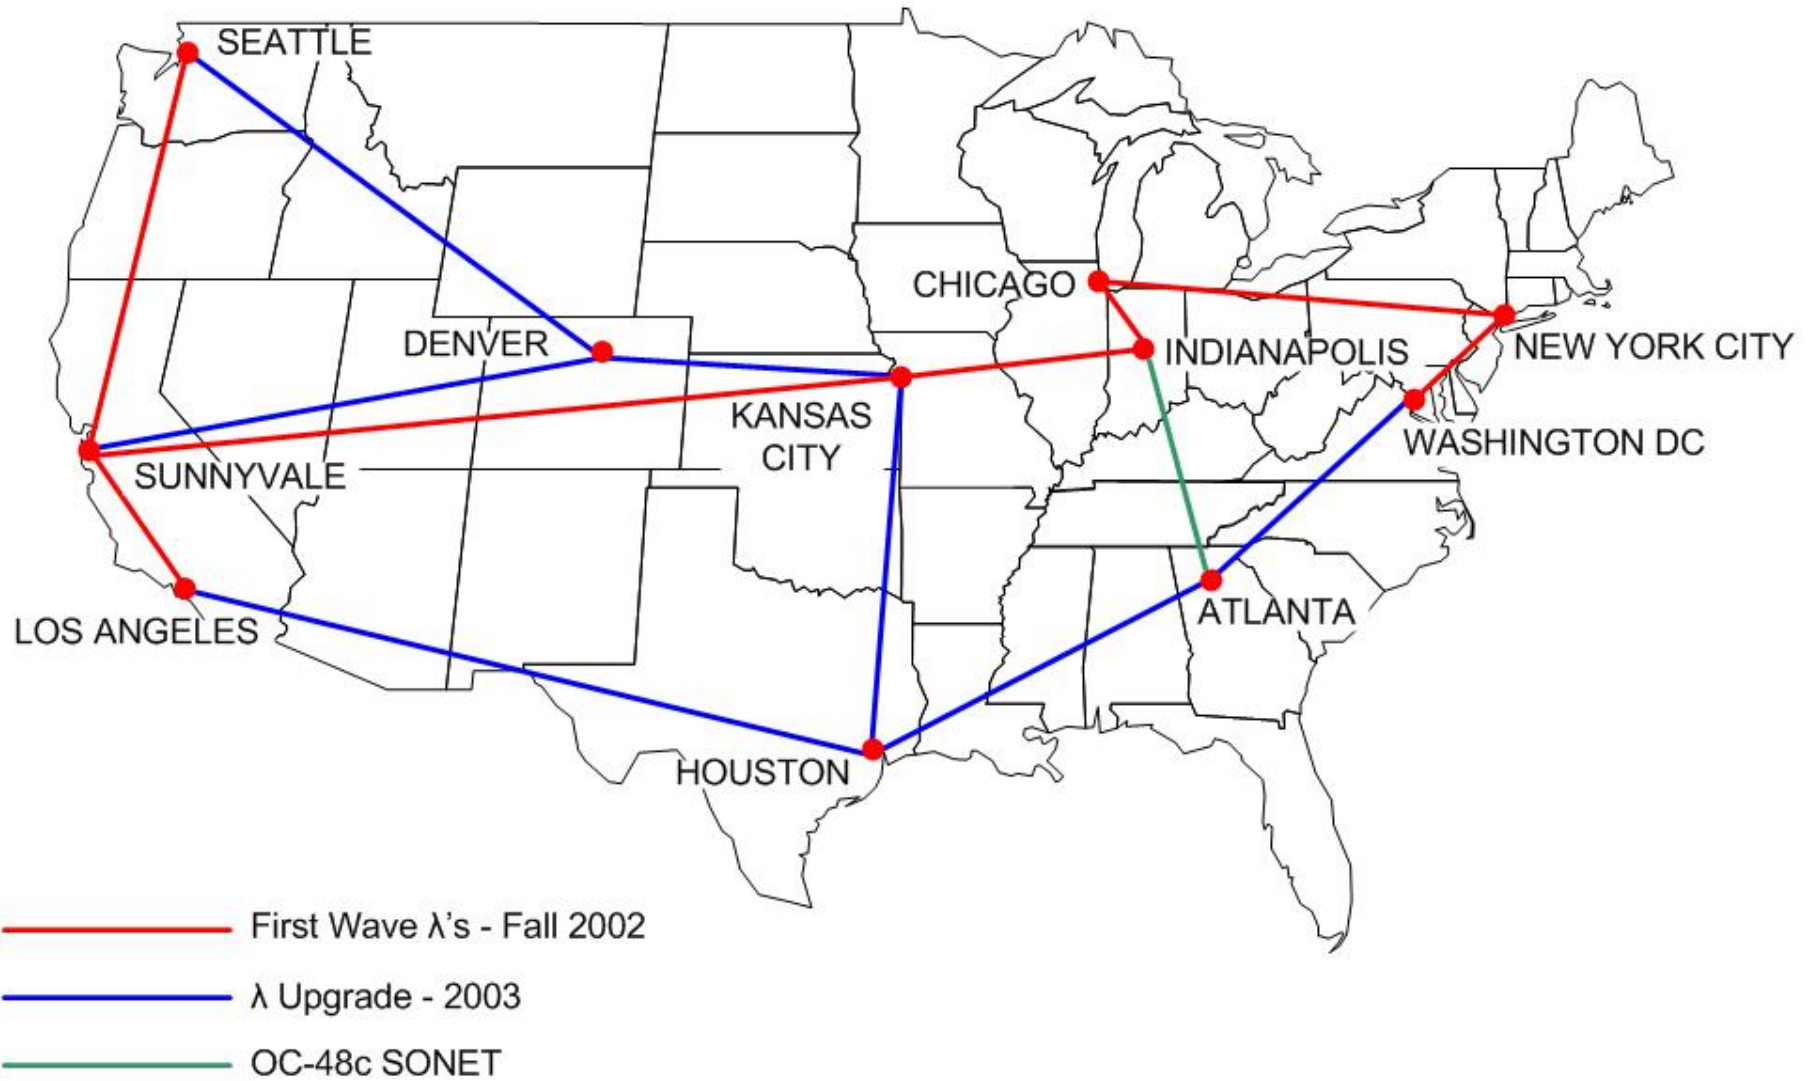 SEATTLE
CHICAGO
DENVER
INDIANAPOLIS
NEW YORK CITY
KANSAS
CITY
WASHINGTON DC
SUNNYVALE
ATLANTA
LOS ANGELES
HOUSTON
First Wave λ's - Fall 2002
λ Upgrade - 2003
OC-48c SONET